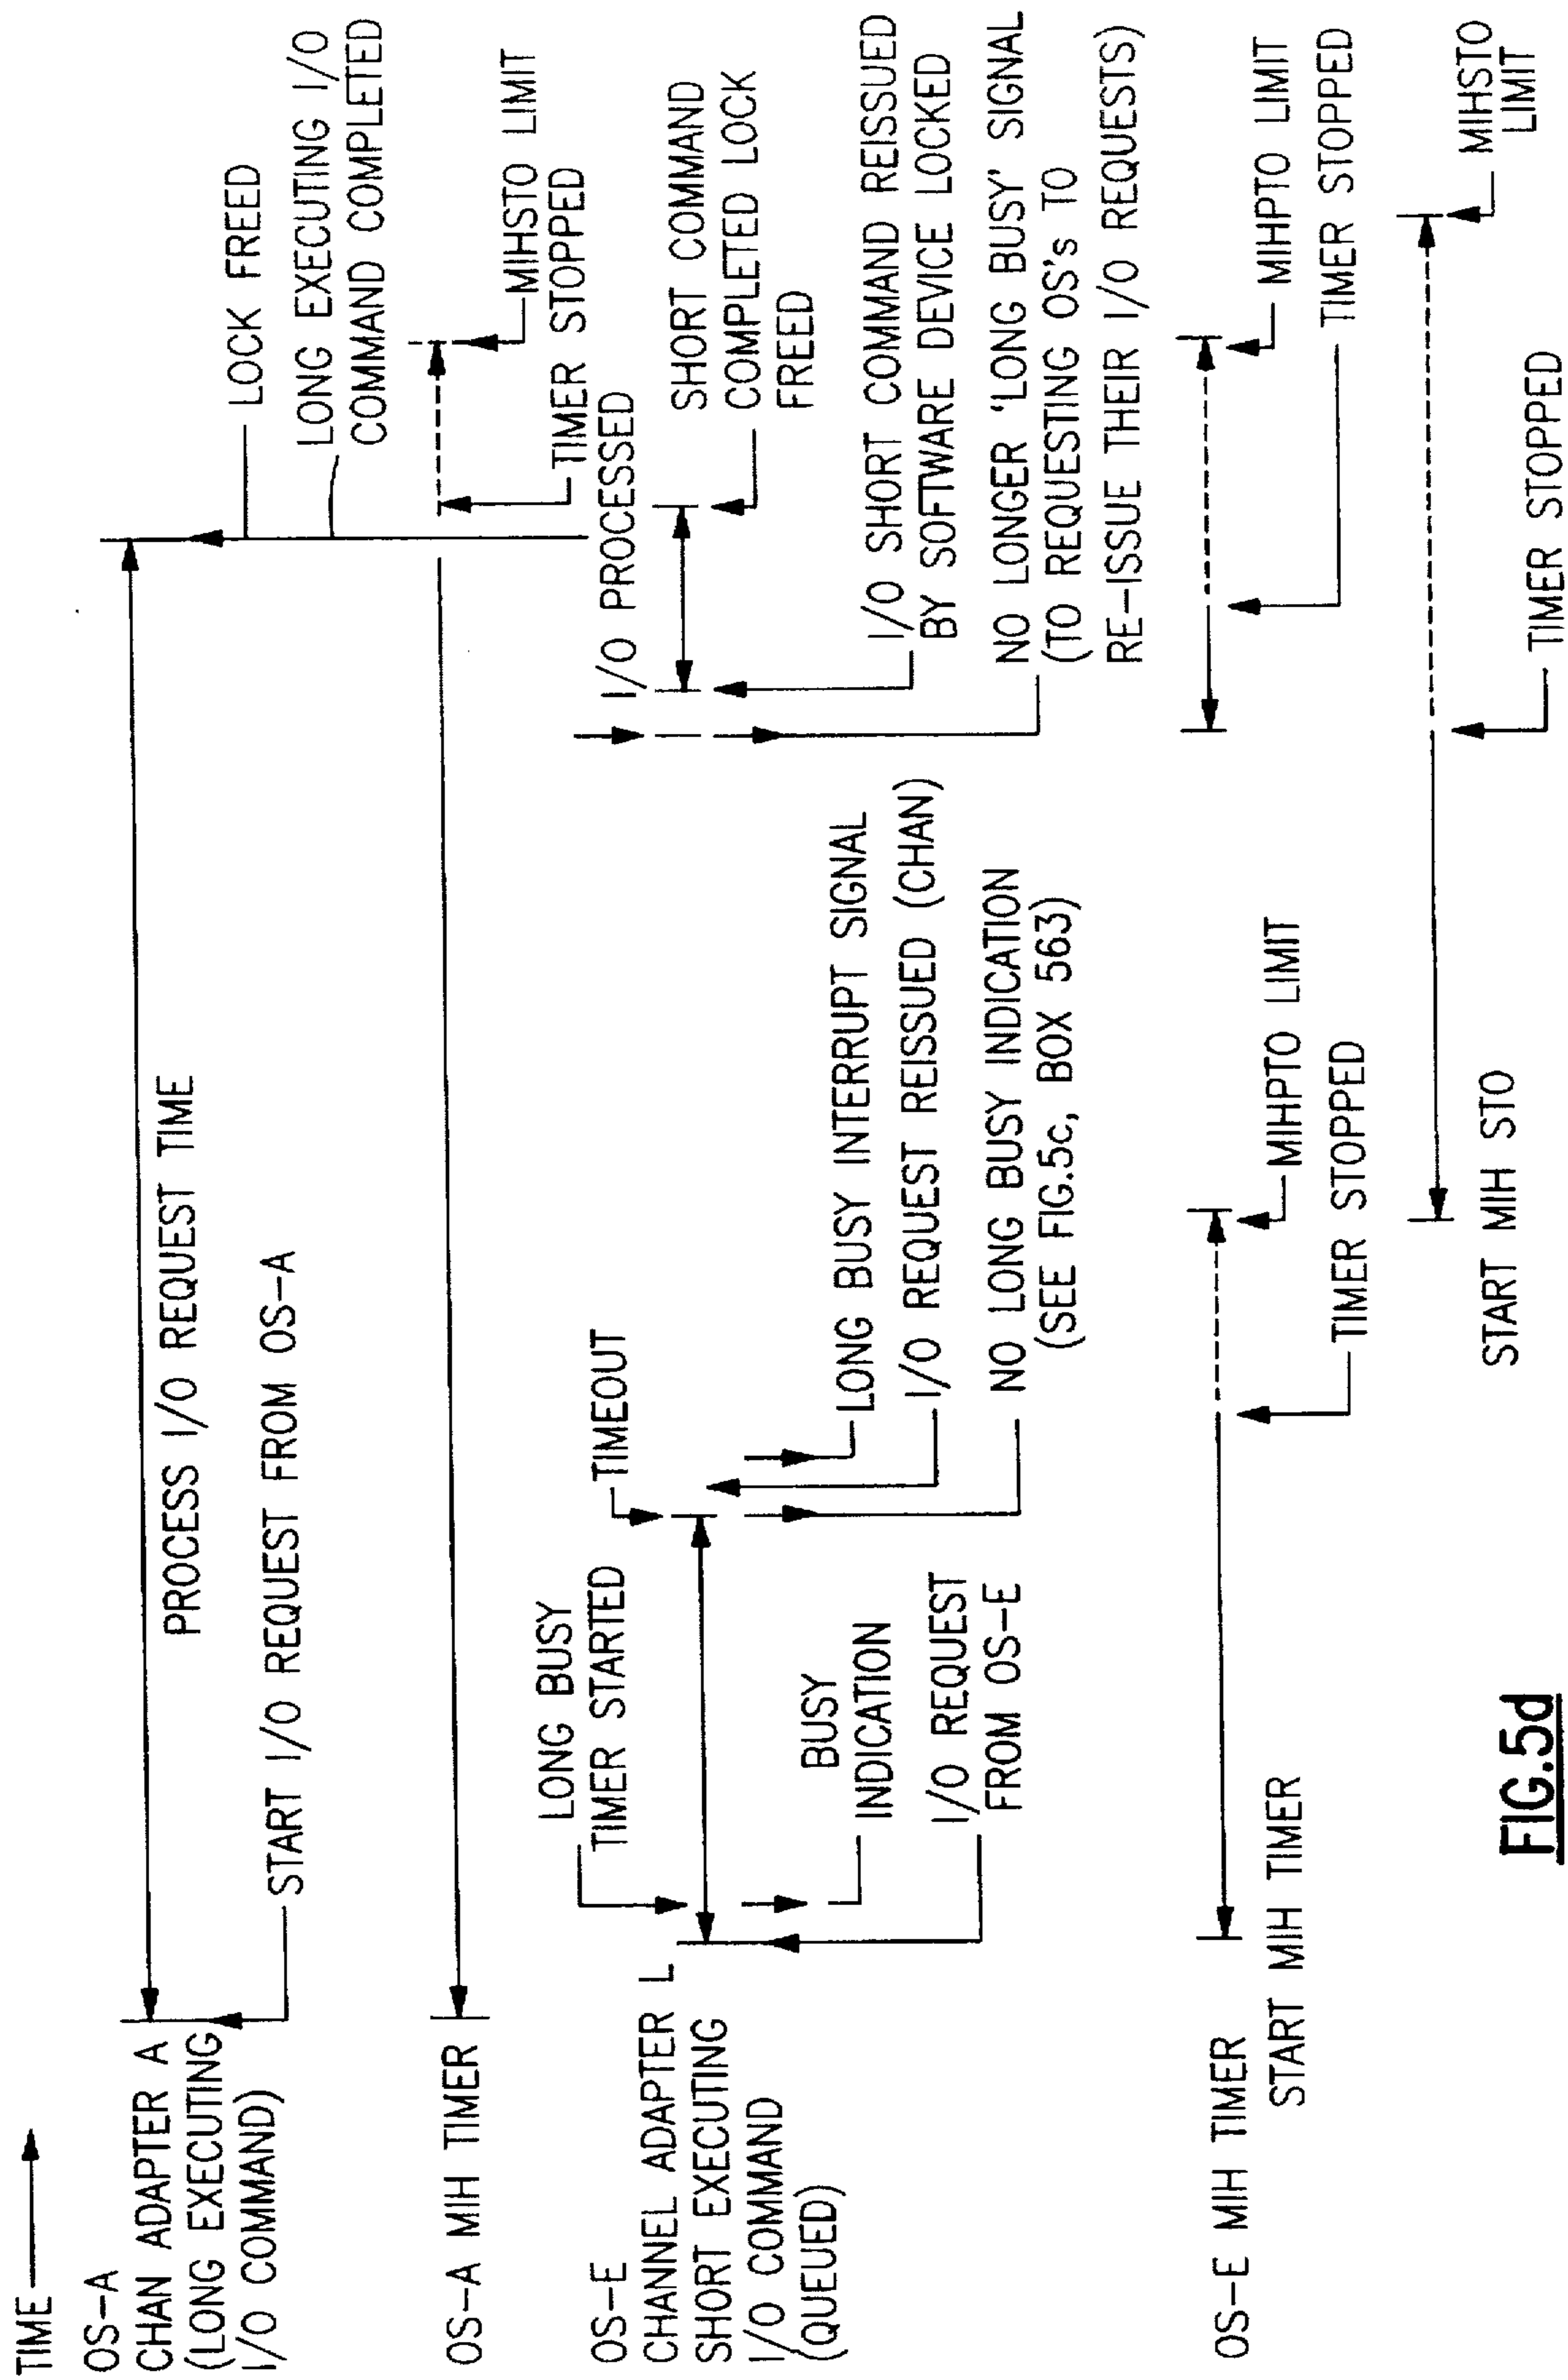 TIME
OS-A
CHAN ADAPTER A
(LONG EXECUTING
I/O COMMAND)
PROCESS I/O REQUEST TIME
START I/O REQUEST FROM OS-A
LOCK FREED
LONG EXECUTING I/O
COMMAND COMPLETED
OS-A MIH TIMER
MIHSTO LIMIT
TIMER STOPPED
OS-E
CHANNEL ADAPTER L
SHORT EXECUTING
I/O COMMAND
(QUEUED)
LONG BUSY
TIMER STARTED
TIMEOUT
BUSY
INDICATION
I/O REQUEST
FROM OS-E
LONG BUSY INTERRUPT SIGNAL
I/O REQUEST REISSUED (CHAN)
NO LONG BUSY INDICATION
(SEE FIG.5c, BOX 563)
I/O PROCESSED
SHORT COMMAND
COMPLETED LOCK
FREED
I/O SHORT COMMAND REISSUED
BY SOFTWARE DEVICE LOCKED
NO LONGER 'LONG BUSY' SIGNAL
(TO REQUESTING OS's TO
RE-ISSUE THEIR I/O REQUESTS)
OS-E MIH TIMER
START MIH TIMER
MIHPTO LIMIT
TIMER STOPPED
MIHPTO LIMIT
TIMER STOPPED
START MIH STO
TIMER STOPPED
MIHSTO
LIMIT
FIG.5d